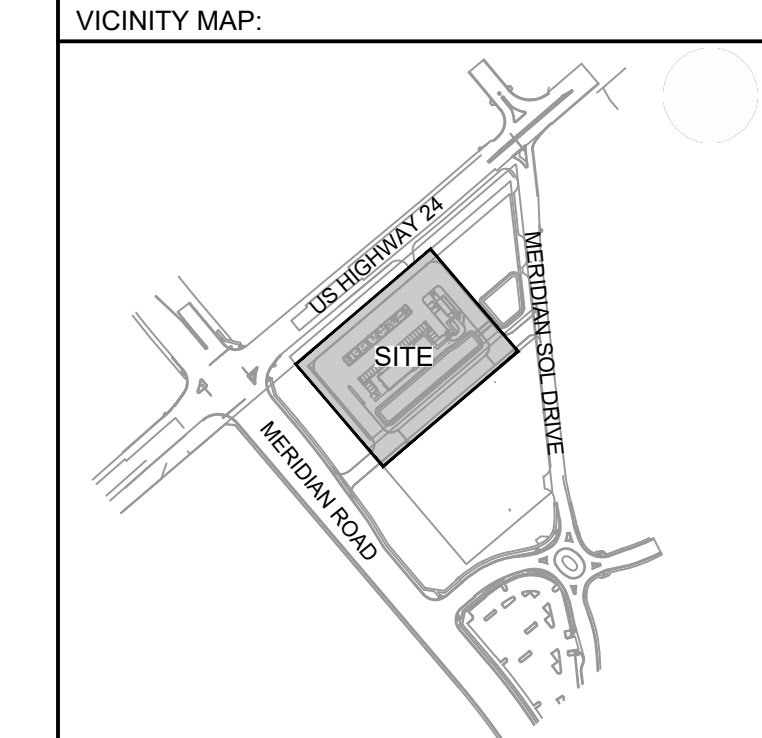 VICINITY MAP:
US HIGHWAY 24
MERIDIAN SOL DRIVE
SITE
MERIDIAN ROAD